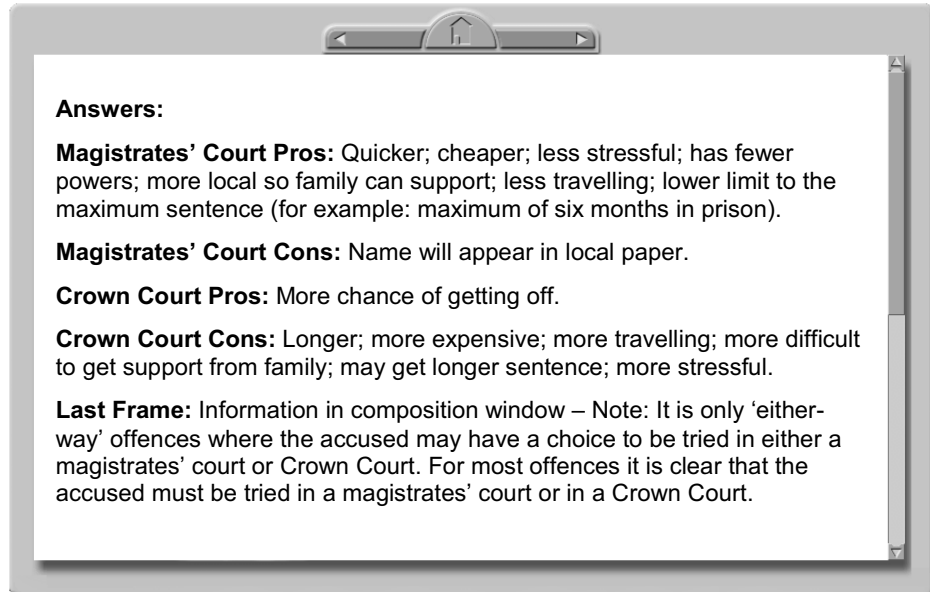 Answers:
Magistrates’ Court Pros: Quicker; cheaper; less stressful; has fewer
powers; more local so family can support; less travelling; lower limit to the
maximum sentence (for example: maximum of six months in prison).
Magistrates’ Court Cons: Name will appear in local paper.
Crown Court Pros: More chance of getting off.
Crown Court Cons: Longer; more expensive; more travelling; more difficult
to get support from family; may get longer sentence; more stressful.
Last Frame: Information in composition window – Note: It is only ‘either-
way’ offences where the accused may have a choice to be tried in either a
magistrates’ court or Crown Court. For most offences it is clear that the
accused must be tried in a magistrates’ court or in a Crown Court.